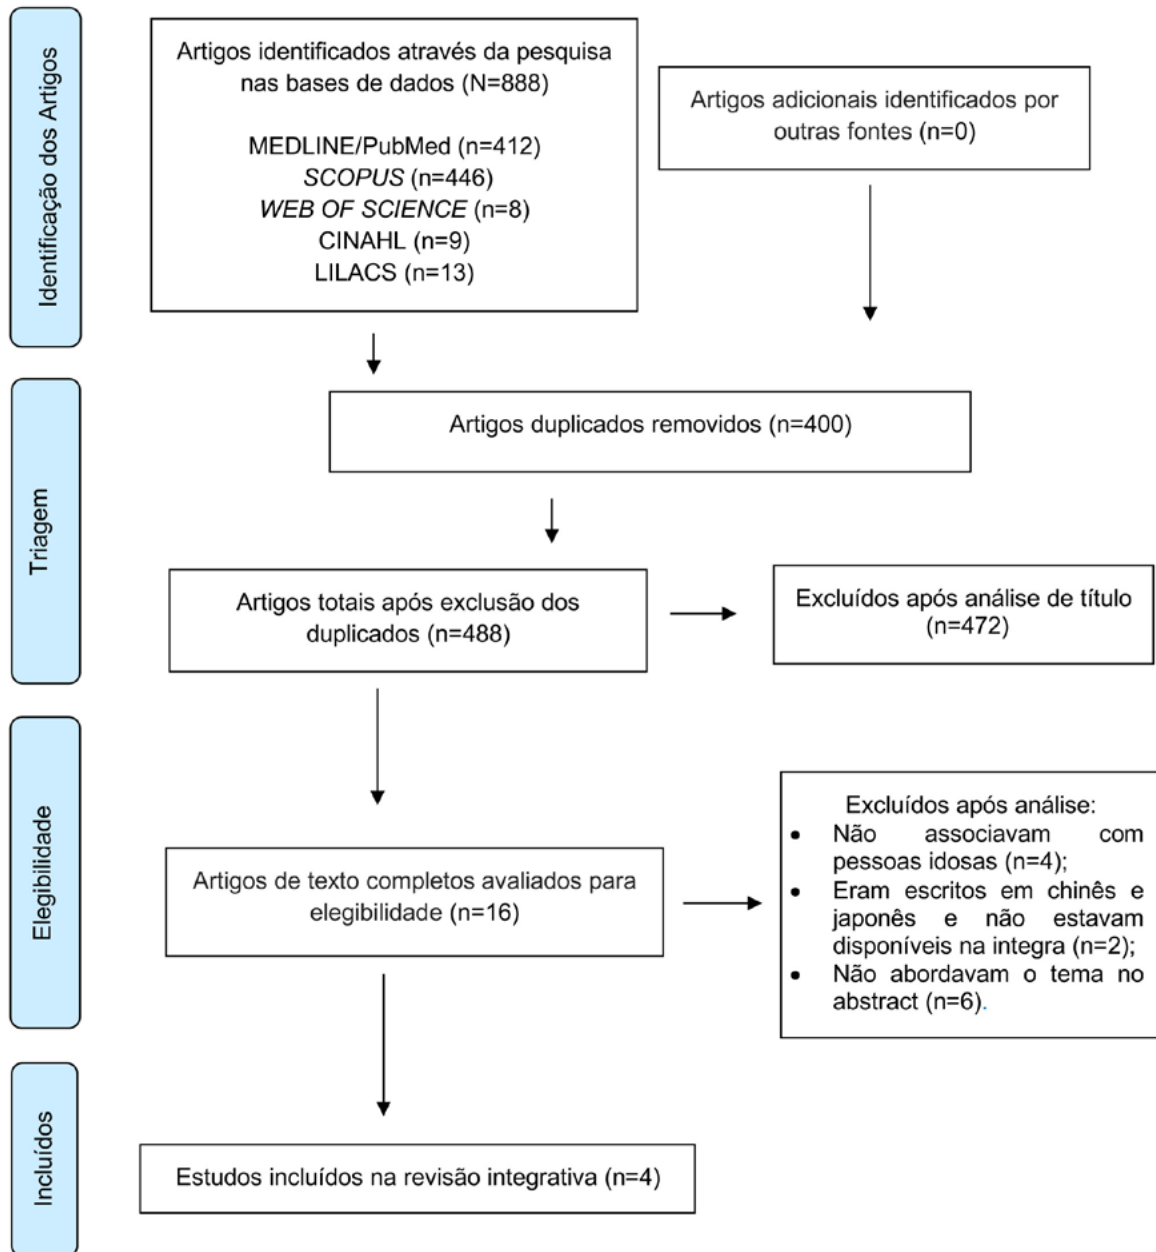 Identificação dos Artigos
Artigos identificados através da pesquisa
nas bases de dados (N=888)
MEDLINE/PubMed (n=412)
SCOPUS (n=446)
WEB OF SCIENCE (n=8)
CINAHL (n=9)
LILACS (n=13)
Artigos adicionais identificados por
outras fontes (n=0)
Triagem
Artigos duplicados removidos (n=400)
Artigos totais após exclusão dos
duplicados (n=488)
Excluídos após análise de título
(n=472)
Elegibilidade
Artigos de texto completos avaliados para
elegibilidade (n=16)
Excluídos após análise:
• Não associavam com
pessoas idosas (n=4);
• Eram escritos em chinês e
japonês e não estavam
disponíveis na integra (n=2);
• Não abordavam o tema no
abstract (n=6).
Incluídos
Estudos incluídos na revisão integrativa (n=4)